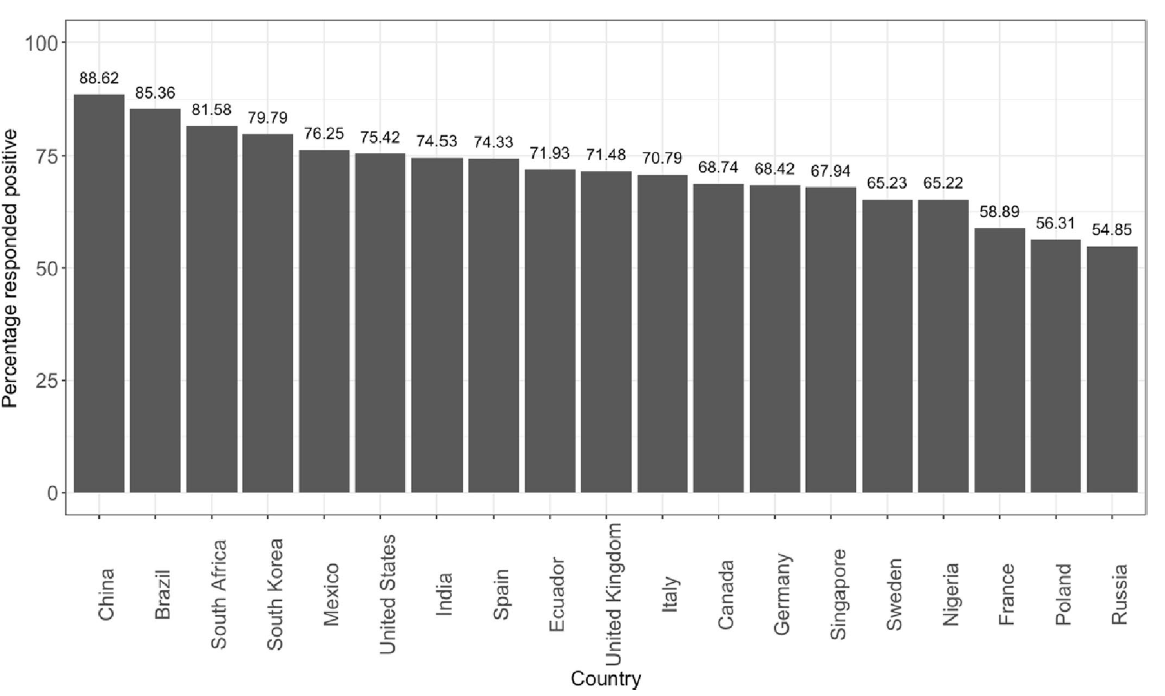 Percentage responded positive
100
75
50
25
0
88.62
85.36
81.58
79.79
76.25
75.42
74.53
74.33
71.93
71.48
70.79
68.74
68.42
67.94
65.23
65.22
58.89
56.31
54.85
China
Brazil
South Africa
South Korea
Mexico
United States
India
Spain
Ecuador
United Kingdom
Italy
Canada
Germany
Singapore
Sweden
Nigeria
France
Poland
Russia
Country